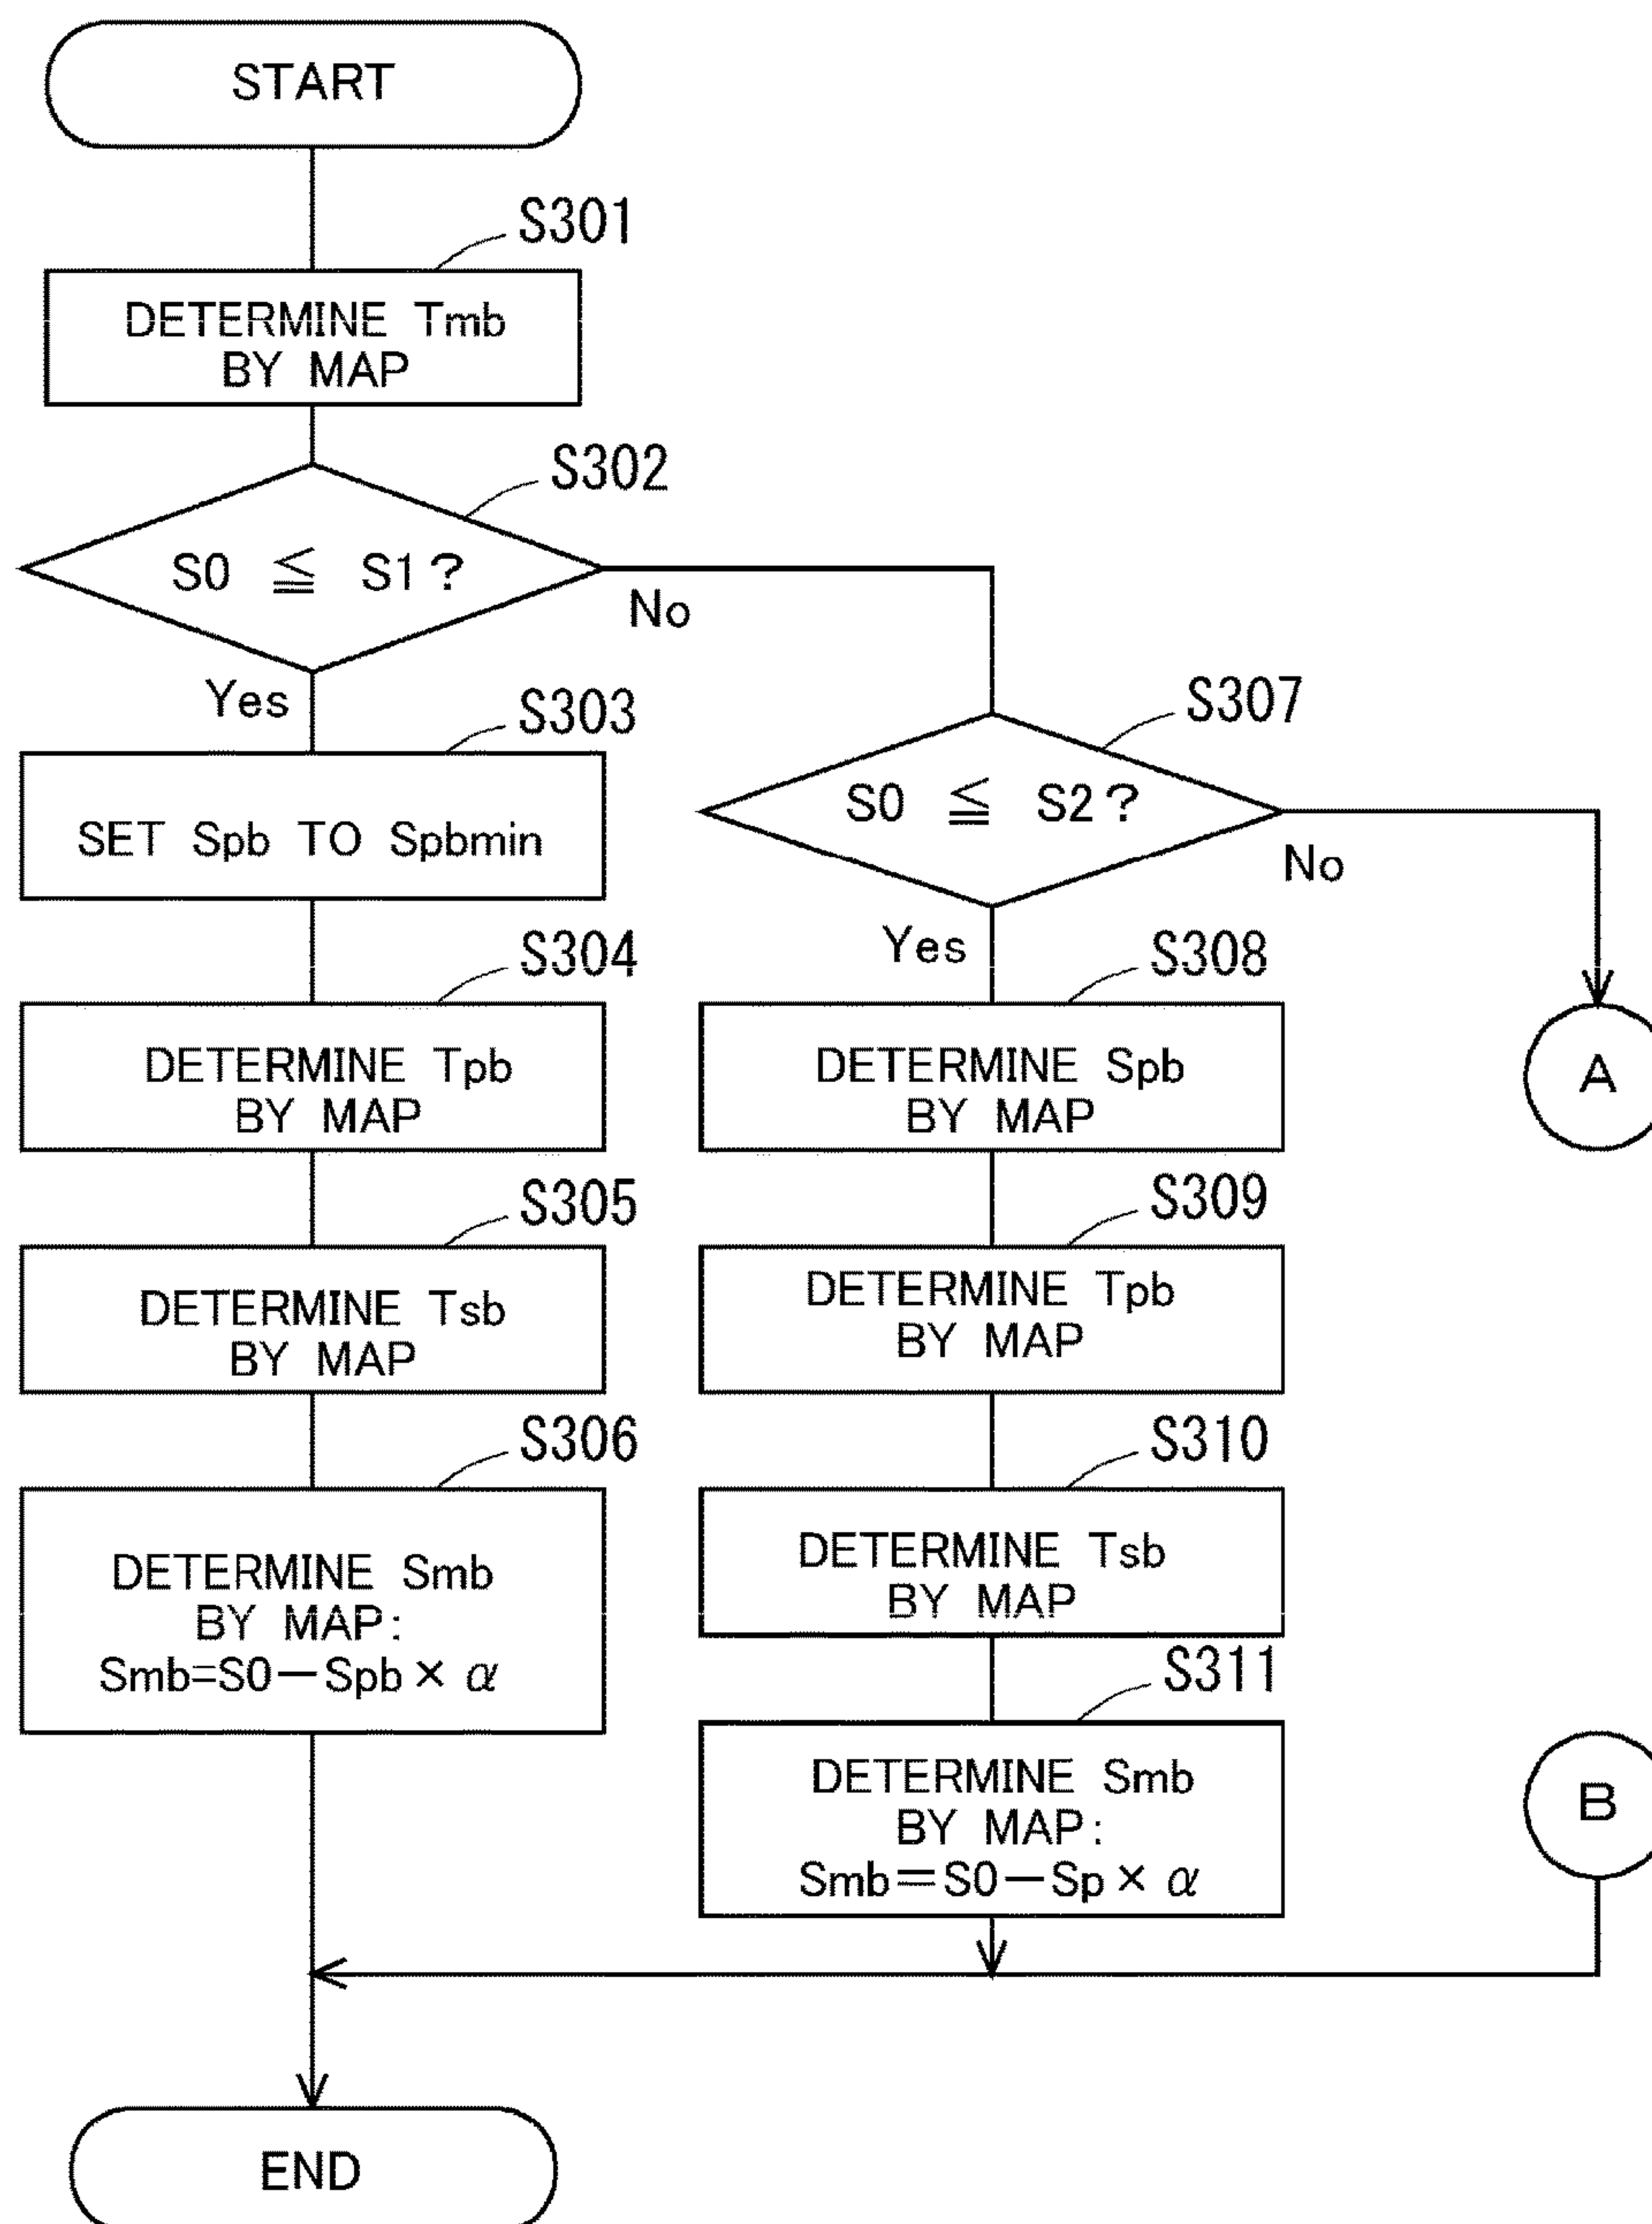 START
S301
DETERMINE Tmb
BY MAP
S302
S0 ≦ S1?
No
Yes
S303
SET Spb TO Spbmin
S304
DETERMINE Tpb
BY MAP
S305
DETERMINE Tsb
BY MAP
S306
DETERMINE Smb
BY MAP:
Smb=S0-Spb×α
S307
S0 ≦ S2?
No
Yes
S308
DETERMINE Spb
BY MAP
S309
DETERMINE Tpb
BY MAP
S310
DETERMINE Tsb
BY MAP
S311
DETERMINE Smb
BY MAP:
Smb=S0-Sp×α
A
B
END